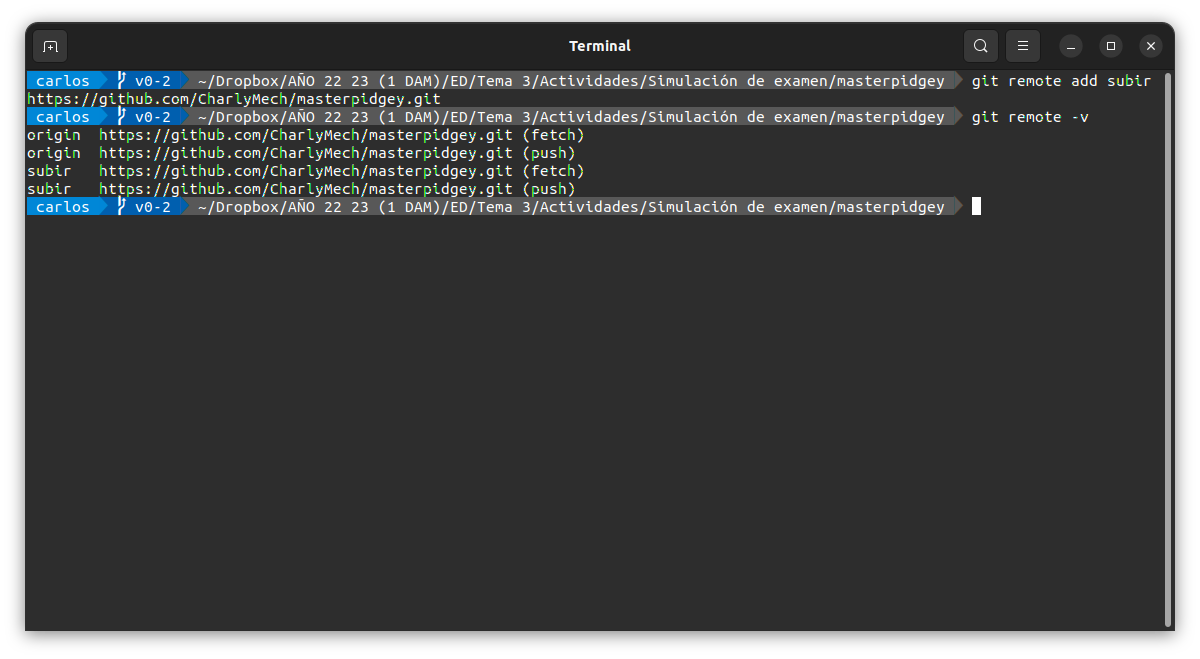 Terminal
carlos v0-2 ~/Dropbox/AÑO 22 23 (1 DAM)/ED/Tema 3/Actividades/Simulación de examen/masterpidgey git remote add subir
https://github.com/CharlyMech/masterpidgey.git
carlos v0-2 ~/Dropbox/AÑO 22 23 (1 DAM)/ED/Tema 3/Actividades/Simulación de examen/masterpidgey git remote -v
origin https://github.com/CharlyMech/masterpidgey.git (fetch)
origin https://github.com/CharlyMech/masterpidgey.git (push)
subir https://github.com/CharlyMech/masterpidgey.git (fetch)
subir https://github.com/CharlyMech/masterpidgey.git (push)
carlos v0-2 ~/Dropbox/AÑO 22 23 (1 DAM)/ED/Tema 3/Actividades/Simulación de examen/masterpidgey